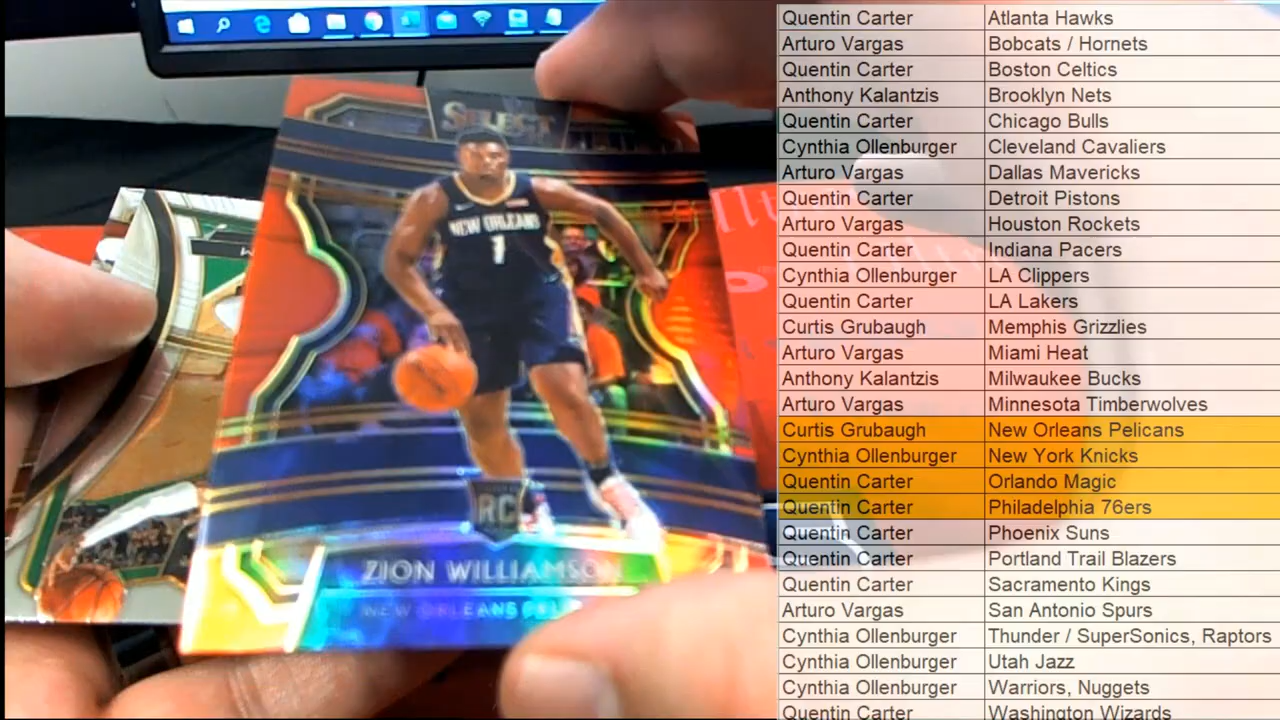 SELECT
NEW ORLEANS
1
RC
ZION WILLIAMSON
NEW ORLEANS
Quentin Carter Atlanta Hawks
Arturo Vargas Bobcats / Hornets
Quentin Carter Boston Celtics
Anthony Kalantzis Brooklyn Nets
Quentin Carter Chicago Bulls
Cynthia Ollenburger Cleveland Cavaliers
Arturo Vargas Dallas Mavericks
Quentin Carter Detroit Pistons
Arturo Vargas Houston Rockets
Quentin Carter Indiana Pacers
Cynthia Ollenburger LA Clippers
Quentin Carter LA Lakers
Curtis Grubaugh Memphis Grizzlies
Arturo Vargas Miami Heat
Anthony Kalantzis Milwaukee Bucks
Arturo Vargas Minnesota Timberwolves
Curtis Grubaugh New Orleans Pelicans
Cynthia Ollenburger New York Knicks
Quentin Carter Orlando Magic
Quentin Carter Philadelphia 76ers
Quentin Carter Phoenix Suns
Quentin Carter Portland Trail Blazers
Quentin Carter Sacramento Kings
Arturo Vargas San Antonio Spurs
Cynthia Ollenburger Thunder / SuperSonics, Raptors
Cynthia Ollenburger Utah Jazz
Cynthia Ollenburger Warriors, Nuggets
Quentin Carter Washington Wizards